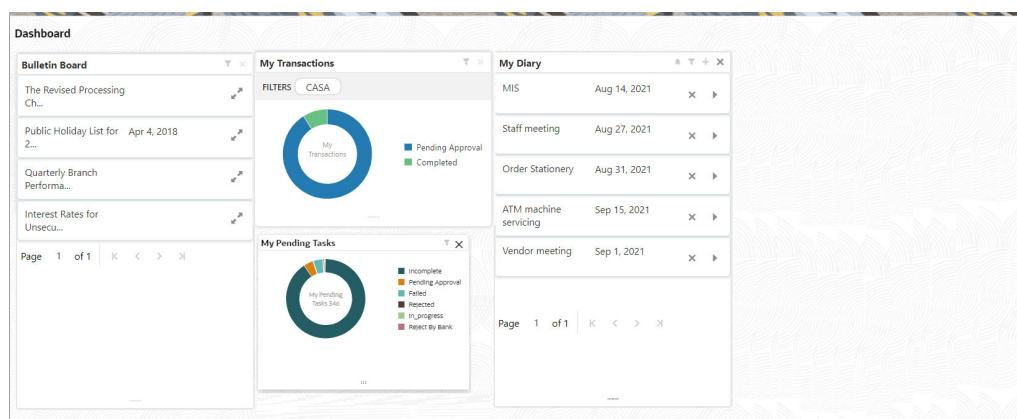 Dashboard
Bulletin Board
The Revised Processing
Ch...
Public Holiday List for Apr 4, 2018
2...
Quarterly Branch
Performa...
Interest Rates for
Unsecu...
Page 1 of 1
My Transactions
FILTERS CASA
My
Transactions
Pending Approval
Completed
My Pending Tasks
My Pending
Tasks 346
Incomplete
Pending Approval
Failed
Rejected
In_progress
Reject By Bank
My Diary
MIS Aug 14, 2021
Staff meeting Aug 27, 2021
Order Stationery Aug 31, 2021
ATM machine Sep 15, 2021
servicing
Vendor meeting Sep 1, 2021
Page 1 of 1